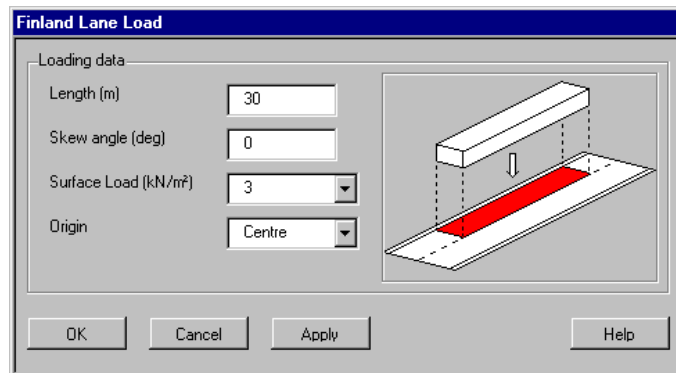 Finland Lane Load
Loading data
Length (m) 30
Skew angle (deg) 0
Surface Load (kN/m²) 3
Origin Centre
OK Cancel Apply Help